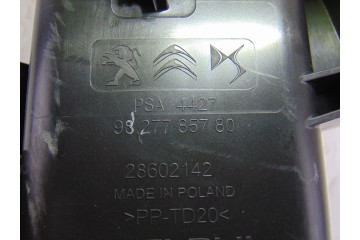 PSA 4427
98 277 857 80
28602142
MADE IN POLAND
>PP-TD20<